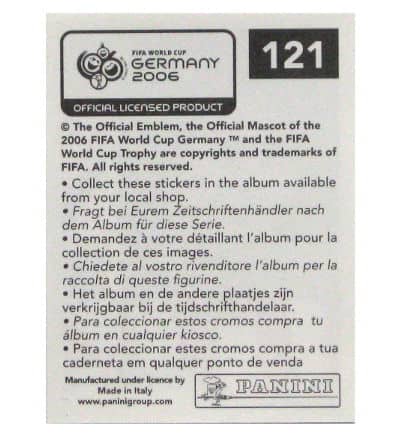 FIFA WORLD CUP
GERMANY
2006
OFFICIAL LICENSED PRODUCT
121
© The Official Emblem, the Official Mascot of the
2006 FIFA World Cup Germany ™ and the FIFA
World Cup Trophy are copyrights and trademarks of
FIFA. All rights reserved.
• Collect these stickers in the album available
from your local shop.
• Fragt bei Eurem Zeitschriftenhändler nach
dem Album für diese Serie.
• Demandez à votre détaillant l'album pour la
collection de ces images.
• Chiedete al vostro rivenditore l'album per la
raccolta di queste figurine.
• Het album en de andere plaatjes zijn
verkrijgbaar bij de tijdschrifthandelaar.
• Para coleccionar estos cromos compra tu
álbum en cualquier kiosco.
• Para coleccionar estes cromos compra a tua
caderneta em qualquer ponto de venda
Manufactured under licence by
Made in Italy
www.paninigroup.com
PANINI